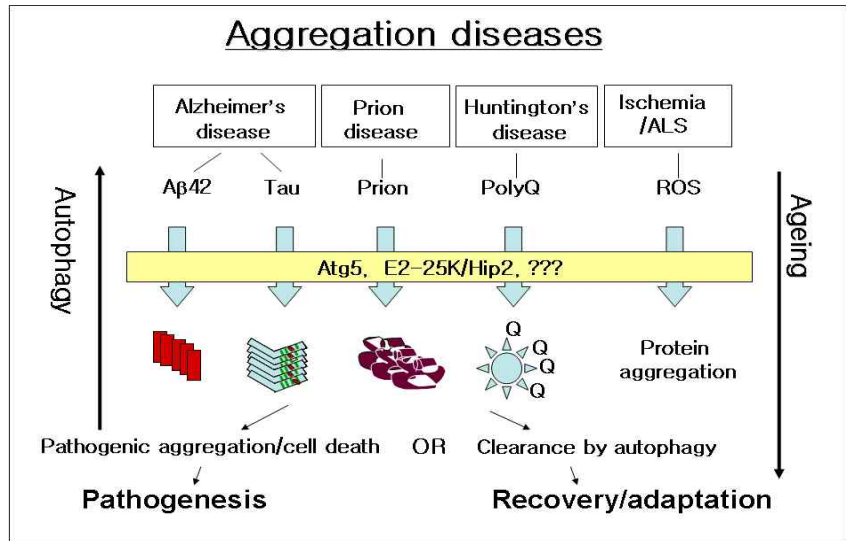 Aggregation diseases
Alzheimer's
disease
Prion
disease
Huntington's
disease
Ischemia
/ALS
Aβ42
Tau
Prion
PolyQ
ROS
Autophagy
Ageing
Atg5, E2-25K/Hip2, ???
Q
Q
Q
Q
Q
Protein
aggregation
Pathogenic aggregation/cell death OR Clearance by autophagy
Pathogenesis
Recovery/adaptation